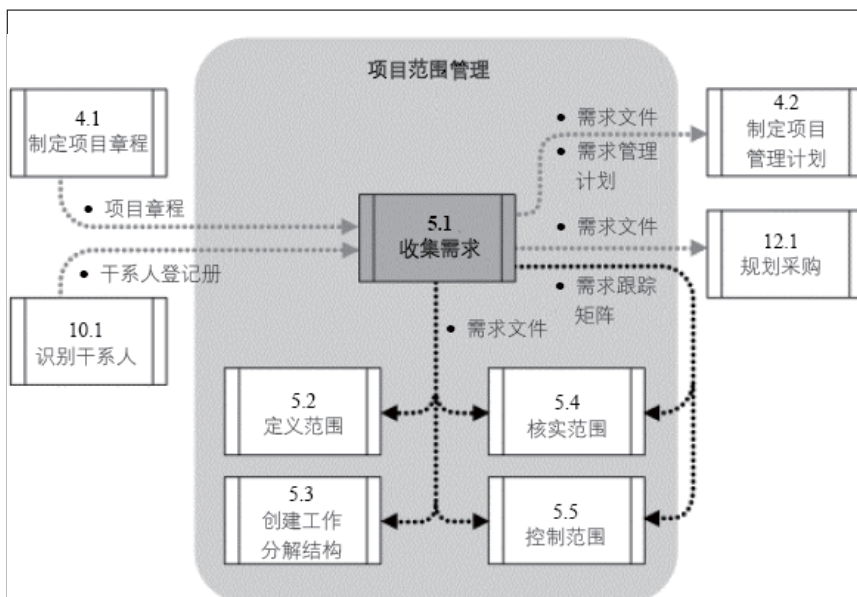 项目范围管理
4.1
制定项目章程
• 需求文件
• 需求管理
计划
4.2
制定项目
管理计划
• 项目章程
5.1
收集需求
• 需求文件
12.1
规划采购
• 干系人登记册
• 需求跟踪
矩阵
10.1
识别干系人
• 需求文件
5.2
定义范围
5.4
核实范围
5.3
创建工作
分解结构
5.5
控制范围